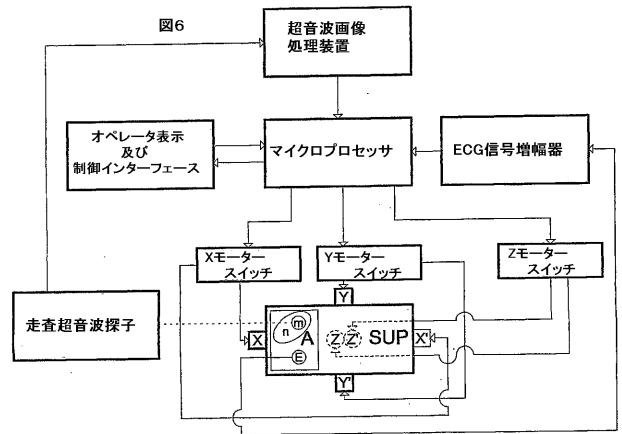 図6
超音波画像
処理装置
オペレータ表示
及び
制御インターフェース
マイクロプロセッサ
ECG信号増幅器
Xモーター
スイッチ
Yモーター
スイッチ
Zモーター
スイッチ
走査超音波探子
Y
m
n
A
X
Z
Z'
SUP
X'
E
Y'